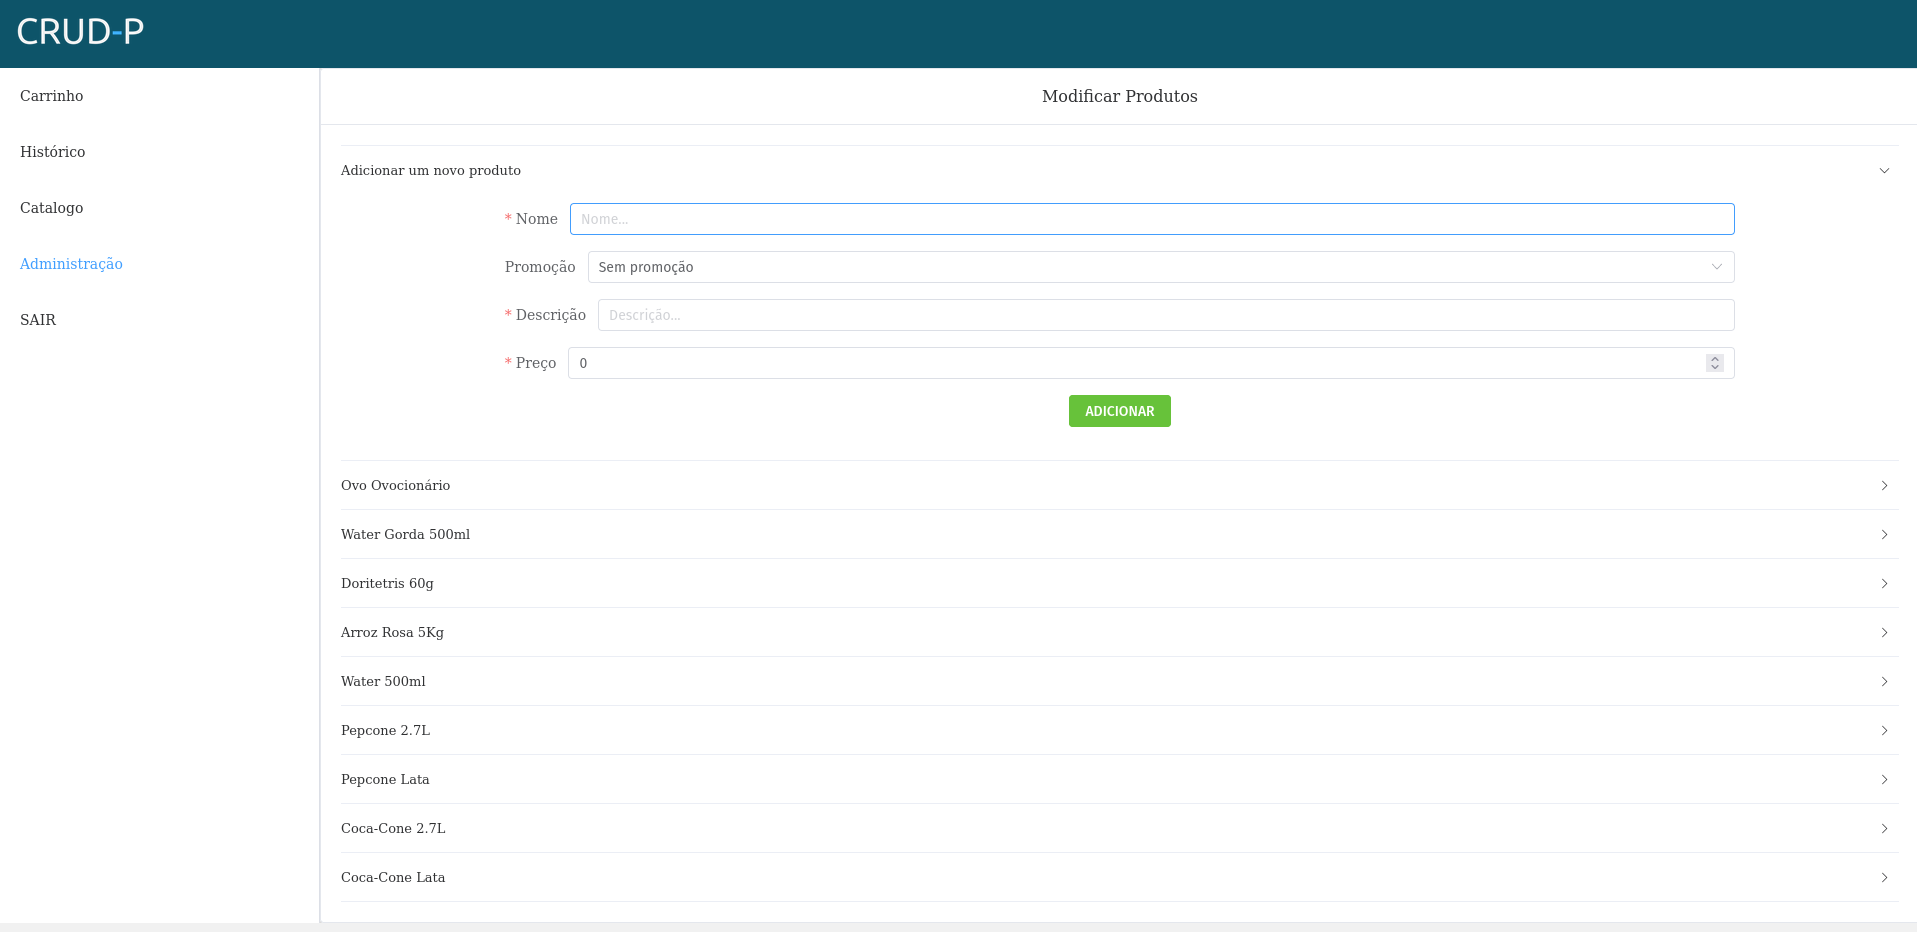 CRUD-P
Carrinho
Histórico
Catalogo
Administração
SAIR
Modificar Produtos
Adicionar um novo produto
* Nome Nome...
Promoção Sem promoção
* Descrição Descrição...
* Preço 0
ADICIONAR
Ovo Ovocionário
Water Gorda 500ml
Doritetris 60g
Arroz Rosa 5Kg
Water 500ml
Pepcone 2.7L
Pepcone Lata
Coca-Cone 2.7L
Coca-Cone Lata